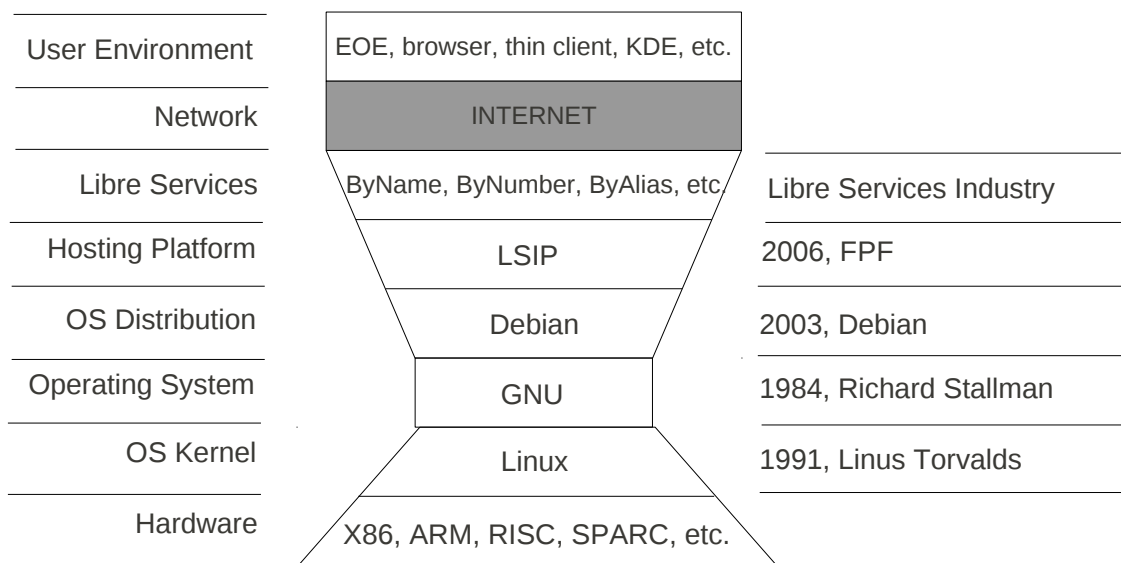 User Environment
EOE, browser, thin client, KDE, etc.
Network
INTERNET
Libre Services
ByName, ByNumber, ByAlias, etc.
Libre Services Industry
Hosting Platform
LSIP
2006, FPF
OS Distribution
Debian
2003, Debian
Operating System
GNU
1984, Richard Stallman
OS Kernel
Linux
1991, Linus Torvalds
Hardware
X86, ARM, RISC, SPARC, etc.